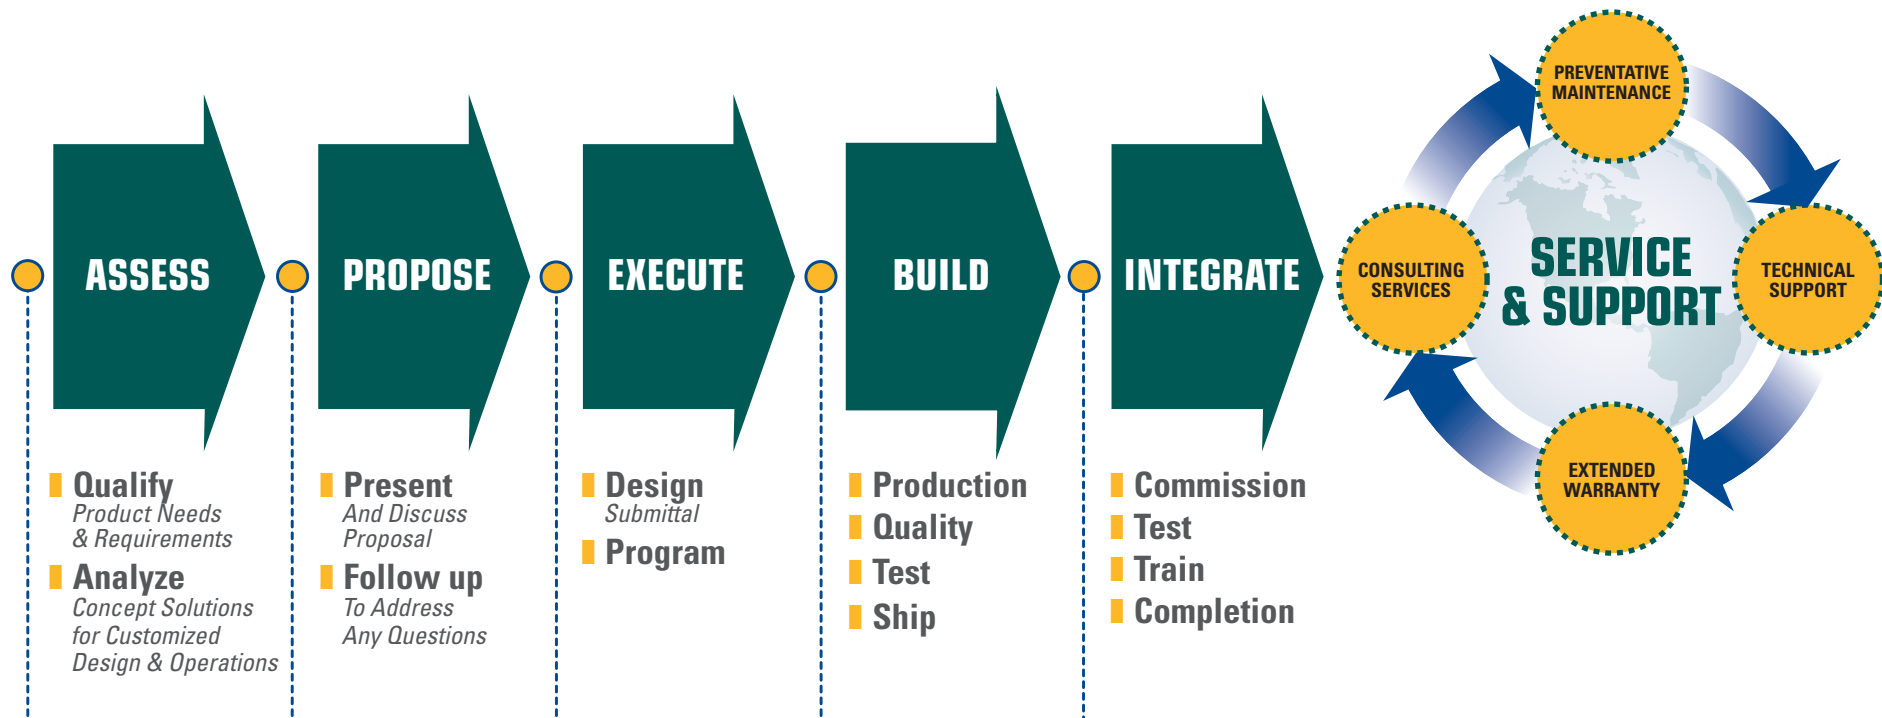 ASSESS
Qualify
Product Needs
& Requirements
Analyze
Concept Solutions
for Customized
Design & Operations
PROPOSE
Present
And Discuss
Proposal
Follow up
To Address
Any Questions
EXECUTE
Design
Submittal
Program
BUILD
Production
Quality
Test
Ship
INTEGRATE
Commission
Test
Train
Completion
SERVICE
& SUPPORT
PREVENTATIVE
MAINTENANCE
TECHNICAL
SUPPORT
EXTENDED
WARRANTY
CONSULTING
SERVICES